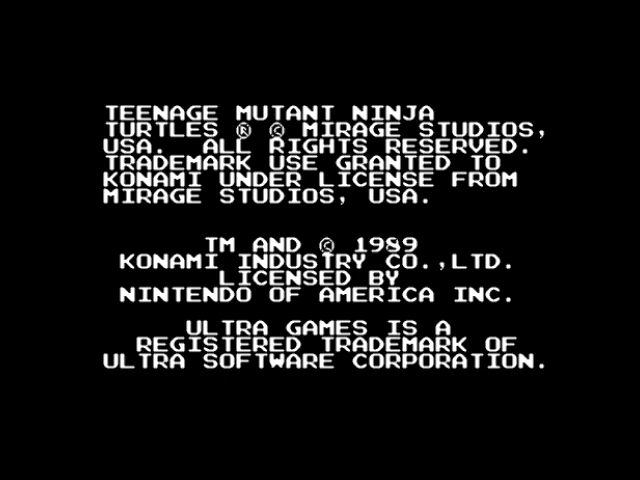 TEENAGE MUTANT NINJA
TURTLES ® © MIRAGE STUDIOS,
USA.  ALL RIGHTS RESERVED.
TRADEMARK USE GRANTED TO
KONAMI UNDER LICENSE FROM
MIRAGE STUDIOS, USA.
TM AND © 1989
KONAMI INDUSTRY CO.,LTD.
LICENSED BY
NINTENDO OF AMERICA INC.
ULTRA GAMES IS A
REGISTERED TRADEMARK OF
ULTRA SOFTWARE CORPORATION.